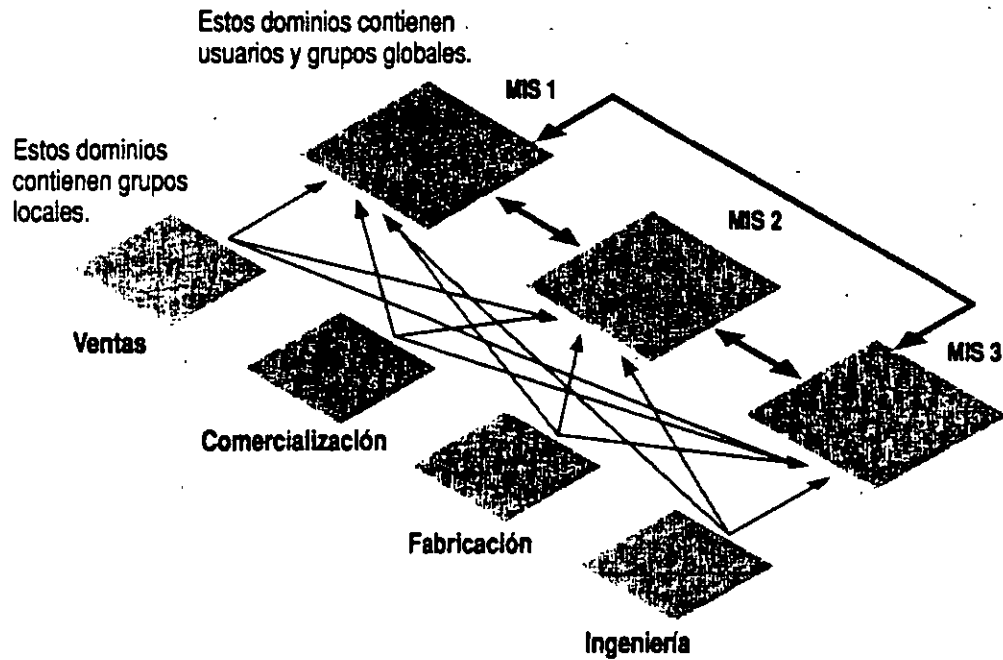 Estos dominios contienen
usuarios y grupos globales.
MIS 1
Estos dominios
contienen grupos
locales.
MIS 2
Ventas
MIS 3
Comercialización
Fabricación
Ingeniería